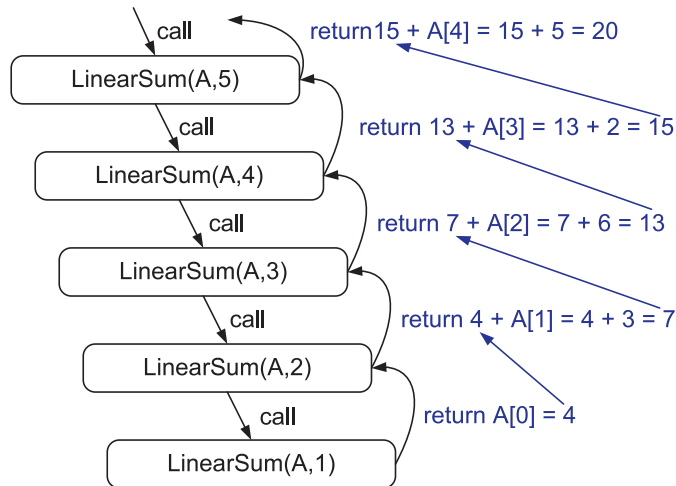 call
return15 + A[4] = 15 + 5 = 20
LinearSum(A,5)
call
return 13 + A[3] = 13 + 2 = 15
LinearSum(A,4)
call
return 7 + A[2] = 7 + 6 = 13
LinearSum(A,3)
call
return 4 + A[1] = 4 + 3 = 7
LinearSum(A,2)
call
return A[0] = 4
LinearSum(A,1)